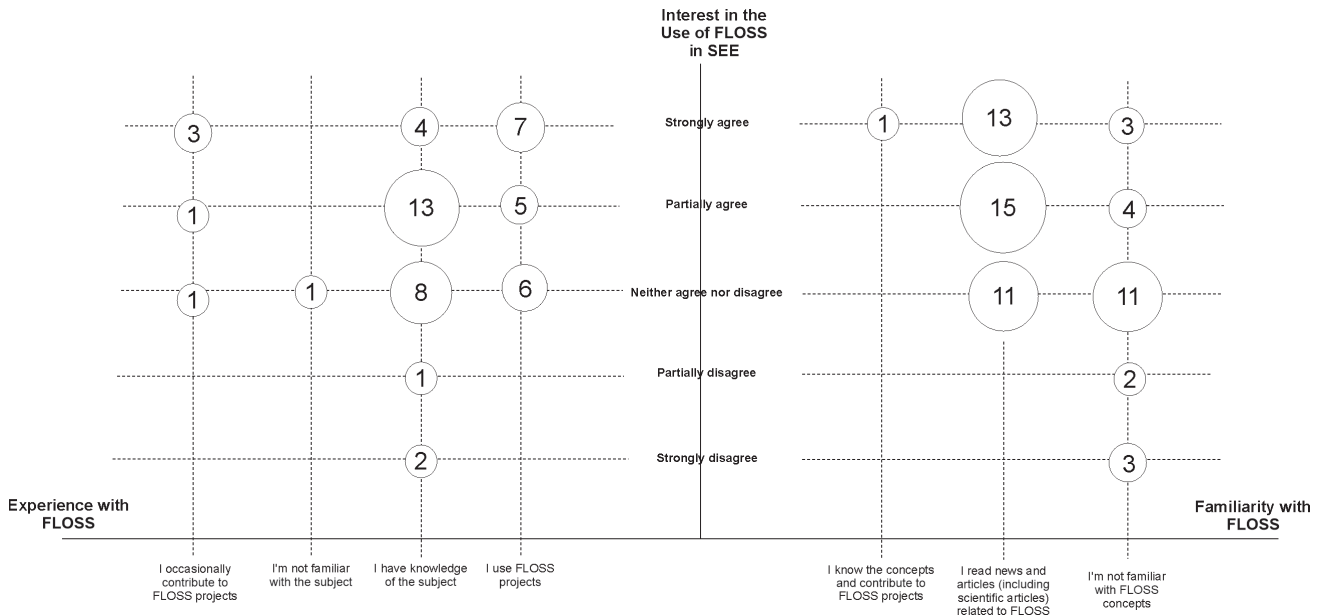 Interest in the
Use of FLOSS
in SEE
3
4
7
Strongly agree
1
13
3
1
13
5
Partially agree
15
4
1
1
8
6
Neither agree nor disagree
11
11
1
Partially disagree
2
2
Strongly disagree
3
Experience with
FLOSS
Familiarity with
FLOSS
I occasionally
contribute to
FLOSS projects
I'm not familiar
with the subject
I have knowledge
of the subject
I use FLOSS
projects
I know the concepts
and contribute to
FLOSS projects
I read news and
articles (including
scientific articles)
related to FLOSS
I'm not familiar
with FLOSS
concepts